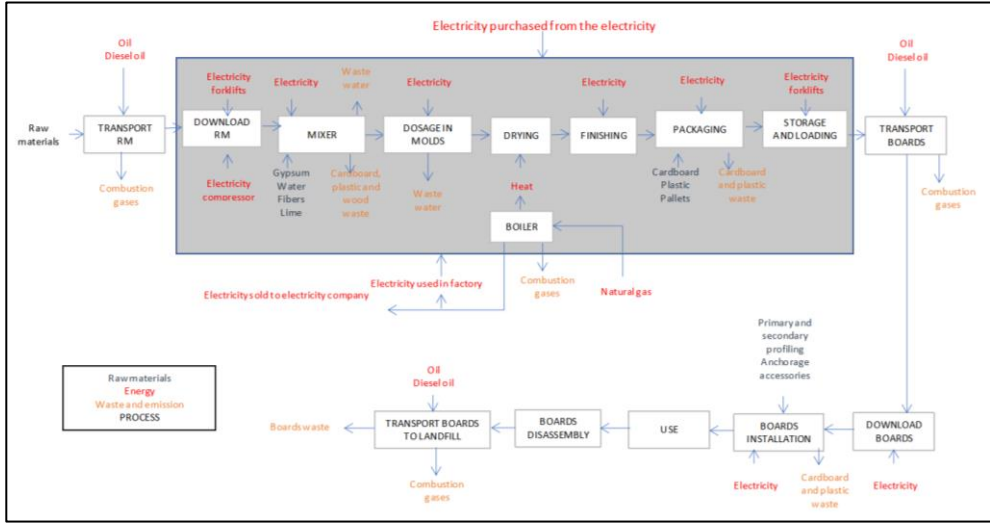 Electricity purchased from the electricity
Oil
Diesel oil
Oil
Diesel oil
Electricity
forklifts
Electricity
Waste
water
Electricity
Electricity
Electricity
Electricity
forklifts
Raw
materials
TRANSPORT
RM
DOWNLOAD
RM
MIXER
DOSAGE IN
MOLDS
DRYING
FINISHING
PACKAGING
STORAGE
AND LOADING
TRANSPORT
BOARDS
Combustion
gases
Electricity
compressor
Gypsum
Water
Fibers
Lime
Cardboard,
plastic and
wood
waste
Waste
water
Heat
Cardboard
Plastic
Pallets
Cardboard
and plastic
waste
Combustion
gases
BOILER
Electricity used in factory
Electricity sold to electricity company
Combustion
gases
Natural gas
Primary and
secondary
profiling
Anchorage
accessories
Raw materials
Energy
Waste and emission
PROCESS
Oil
Diesel oil
Boards waste
TRANSPORT BOARDS
TO LANDFILL
BOARDS
DISASSEMBLY
USE
BOARDS
INSTALLATION
DOWNLOAD
BOARDS
Combustion
gases
Electricity
Cardboard
and plastic
waste
Electricity